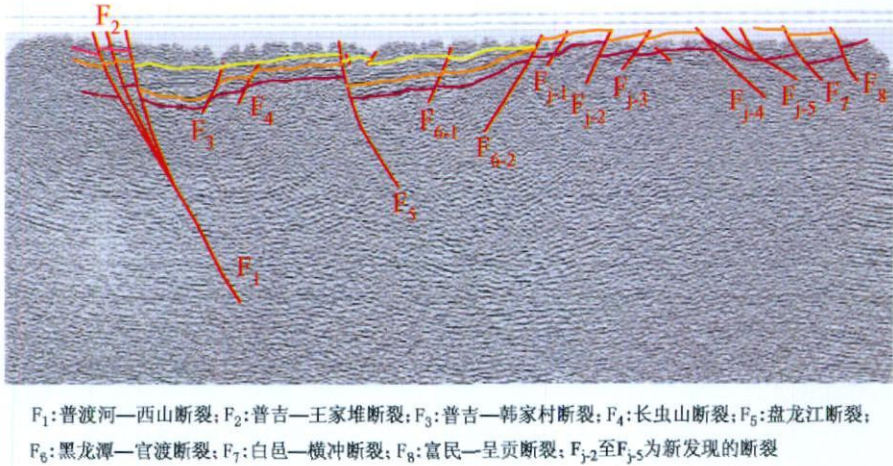 F2
F3
F4
F5
F6-1
F6-2
Fj-1
Fj-2
Fj-3
Fj-4
Fj-5
F7
F8
F1
F1:普渡河—西山断裂; F2:普吉—王家堆断裂; F3:普吉—韩家村断裂; F4:长虫山断裂; F5:盘龙江断裂;
F6:黑龙潭—官渡断裂; F7:白邑—横冲断裂; F8:富民—呈贡断裂; Fj-2至Fj-5为新发现的断裂